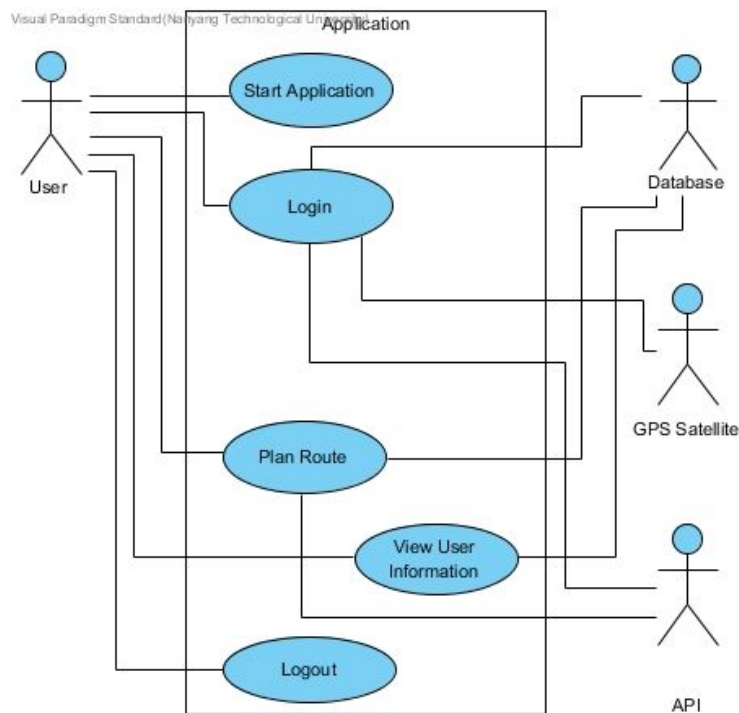 Visual Paradigm Standard(Nanyang Technological University)
Application
Start Application
User
Login
Database
GPS Satellite
Plan Route
View User
Information
Logout
API